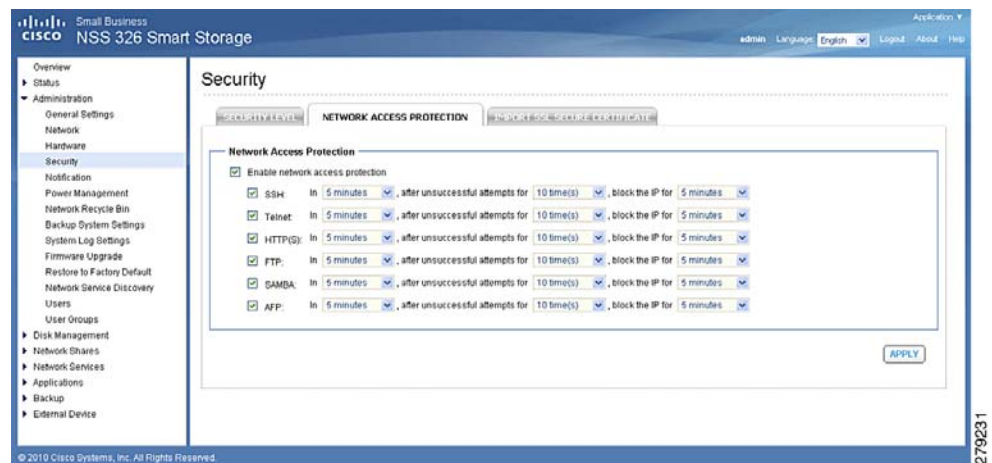 Small Business
CISCO NSS 326 Smart Storage
Application
admin Language: English Logout About Help
Overview
Status
Administration
General Settings
Network
Hardware
Security
Notification
Power Management
Network Recycle Bin
Backup System Settings
System Log Settings
Firmware Upgrade
Restore to Factory Default
Network Service Discovery
Users
User Groups
Disk Management
Network Shares
Network Services
Applications
Backup
External Device
Security
SECURITY LEVEL NETWORK ACCESS PROTECTION IMPORT SSL SECURE CERTIFICATE
Network Access Protection
Enable network access protection
SSH: In 5 minutes , after unsuccessful attempts for 10 time(s) , block the IP for 5 minutes
Telnet: In 5 minutes , after unsuccessful attempts for 10 time(s) , block the IP for 5 minutes
HTTP(S): In 5 minutes , after unsuccessful attempts for 10 time(s) , block the IP for 5 minutes
FTP: In 5 minutes , after unsuccessful attempts for 10 time(s) , block the IP for 5 minutes
SAMBA: In 5 minutes , after unsuccessful attempts for 10 time(s) , block the IP for 5 minutes
AFP: In 5 minutes , after unsuccessful attempts for 10 time(s) , block the IP for 5 minutes
APPLY
© 2010 Cisco Systems, Inc. All Rights Reserved.
279231